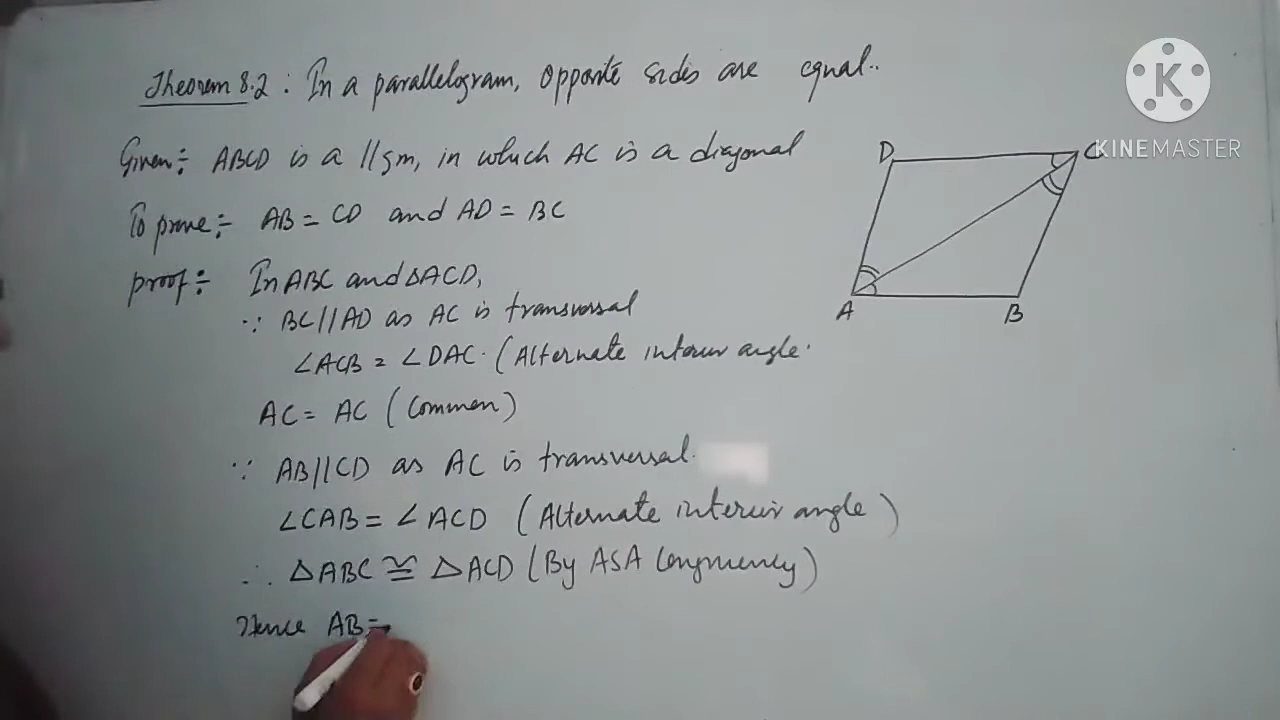 Theorem 8.2 : In a parallelogram, Opposite sides are equal..
Given÷ ABCD is a ||gm, in which AC is a diagonal
To prove÷ AB = CD and AD = BC
proof÷ In ABC and ΔACD,
∵ BC//AD as AC is transversal
∠ACB = ∠DAC. (Alternate interior angle.
AC = AC (Common)
∵ AB//CD as AC is transversal.
∠CAB = ∠ACD (Alternate interior angle)
∴ ΔABC ≅ ΔACD (By ASA Congruency)
Hence AB =
D
C
A
B
K
KINEMASTER